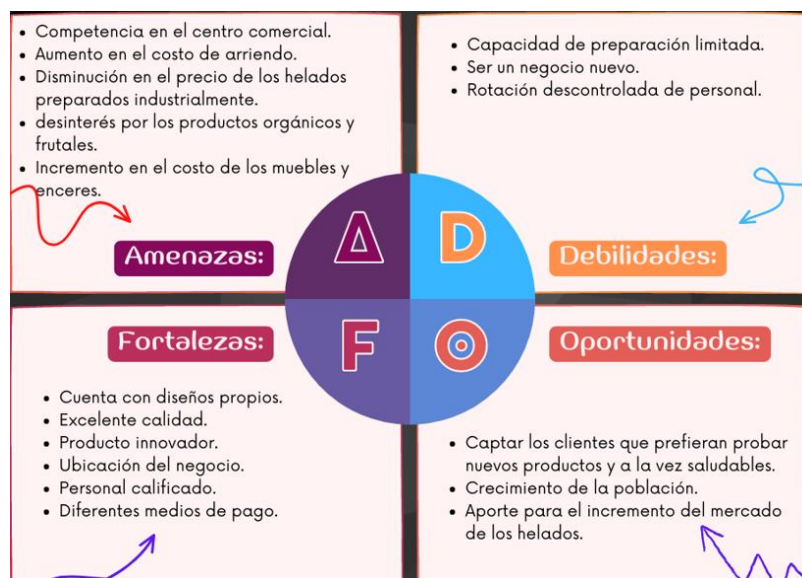 • Competencia en el centro comercial.
• Aumento en el costo de arriendo.
• Disminución en el precio de los helados
preparados industrialmente.
• desinterés por los productos orgánicos y
frutales.
• Incremento en el costo de los muebles y
enceres.
Amenazas:
• Capacidad de preparación limitada.
• Ser un negocio nuevo.
• Rotación descontrolada de personal.
Debilidades:
A D
F O
Fortalezas:
• Cuenta con diseños propios.
• Excelente calidad.
• Producto innovador.
• Ubicación del negocio.
• Personal calificado.
• Diferentes medios de pago.
Oportunidades:
• Captar los clientes que prefieran probar
nuevos productos y a la vez saludables.
• Crecimiento de la población.
• Aporte para el incremento del mercado
de los helados.